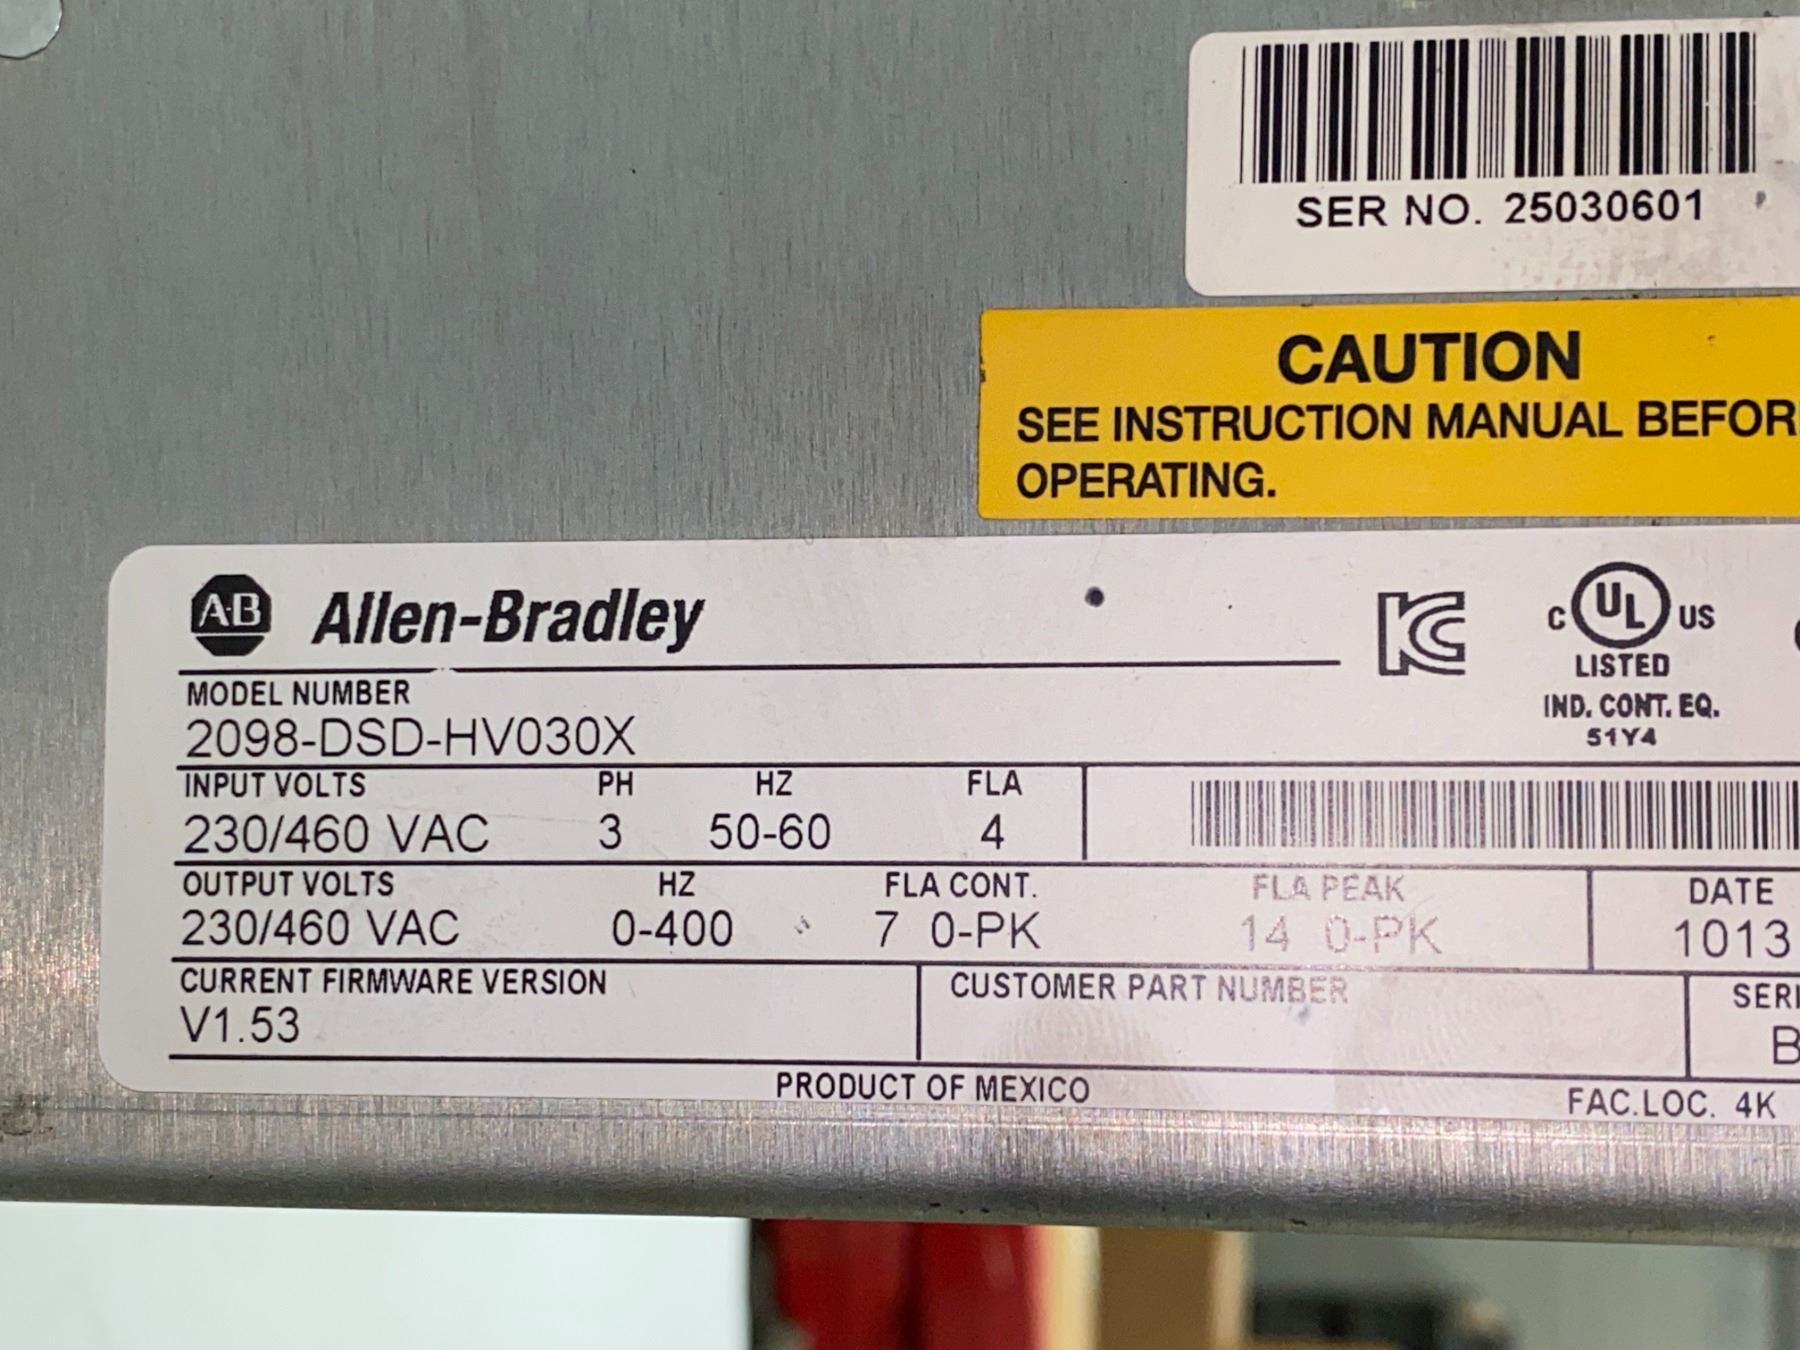 SER NO. 25030601
CAUTION
SEE INSTRUCTION MANUAL BEFOR
OPERATING.
A-B Allen-Bradley
C UL US
LISTED
IND. CONT. EQ.
51Y4
MODEL NUMBER
2098-DSD-HV030X
INPUT VOLTS PH HZ FLA
230/460 VAC 3 50-60 4
OUTPUT VOLTS HZ FLA CONT. FLA PEAK DATE
230/460 VAC 0-400 7 0-PK 14 0-PK 1013
CURRENT FIRMWARE VERSION CUSTOMER PART NUMBER SERI
V1.53 B
PRODUCT OF MEXICO FAC.LOC. 4K